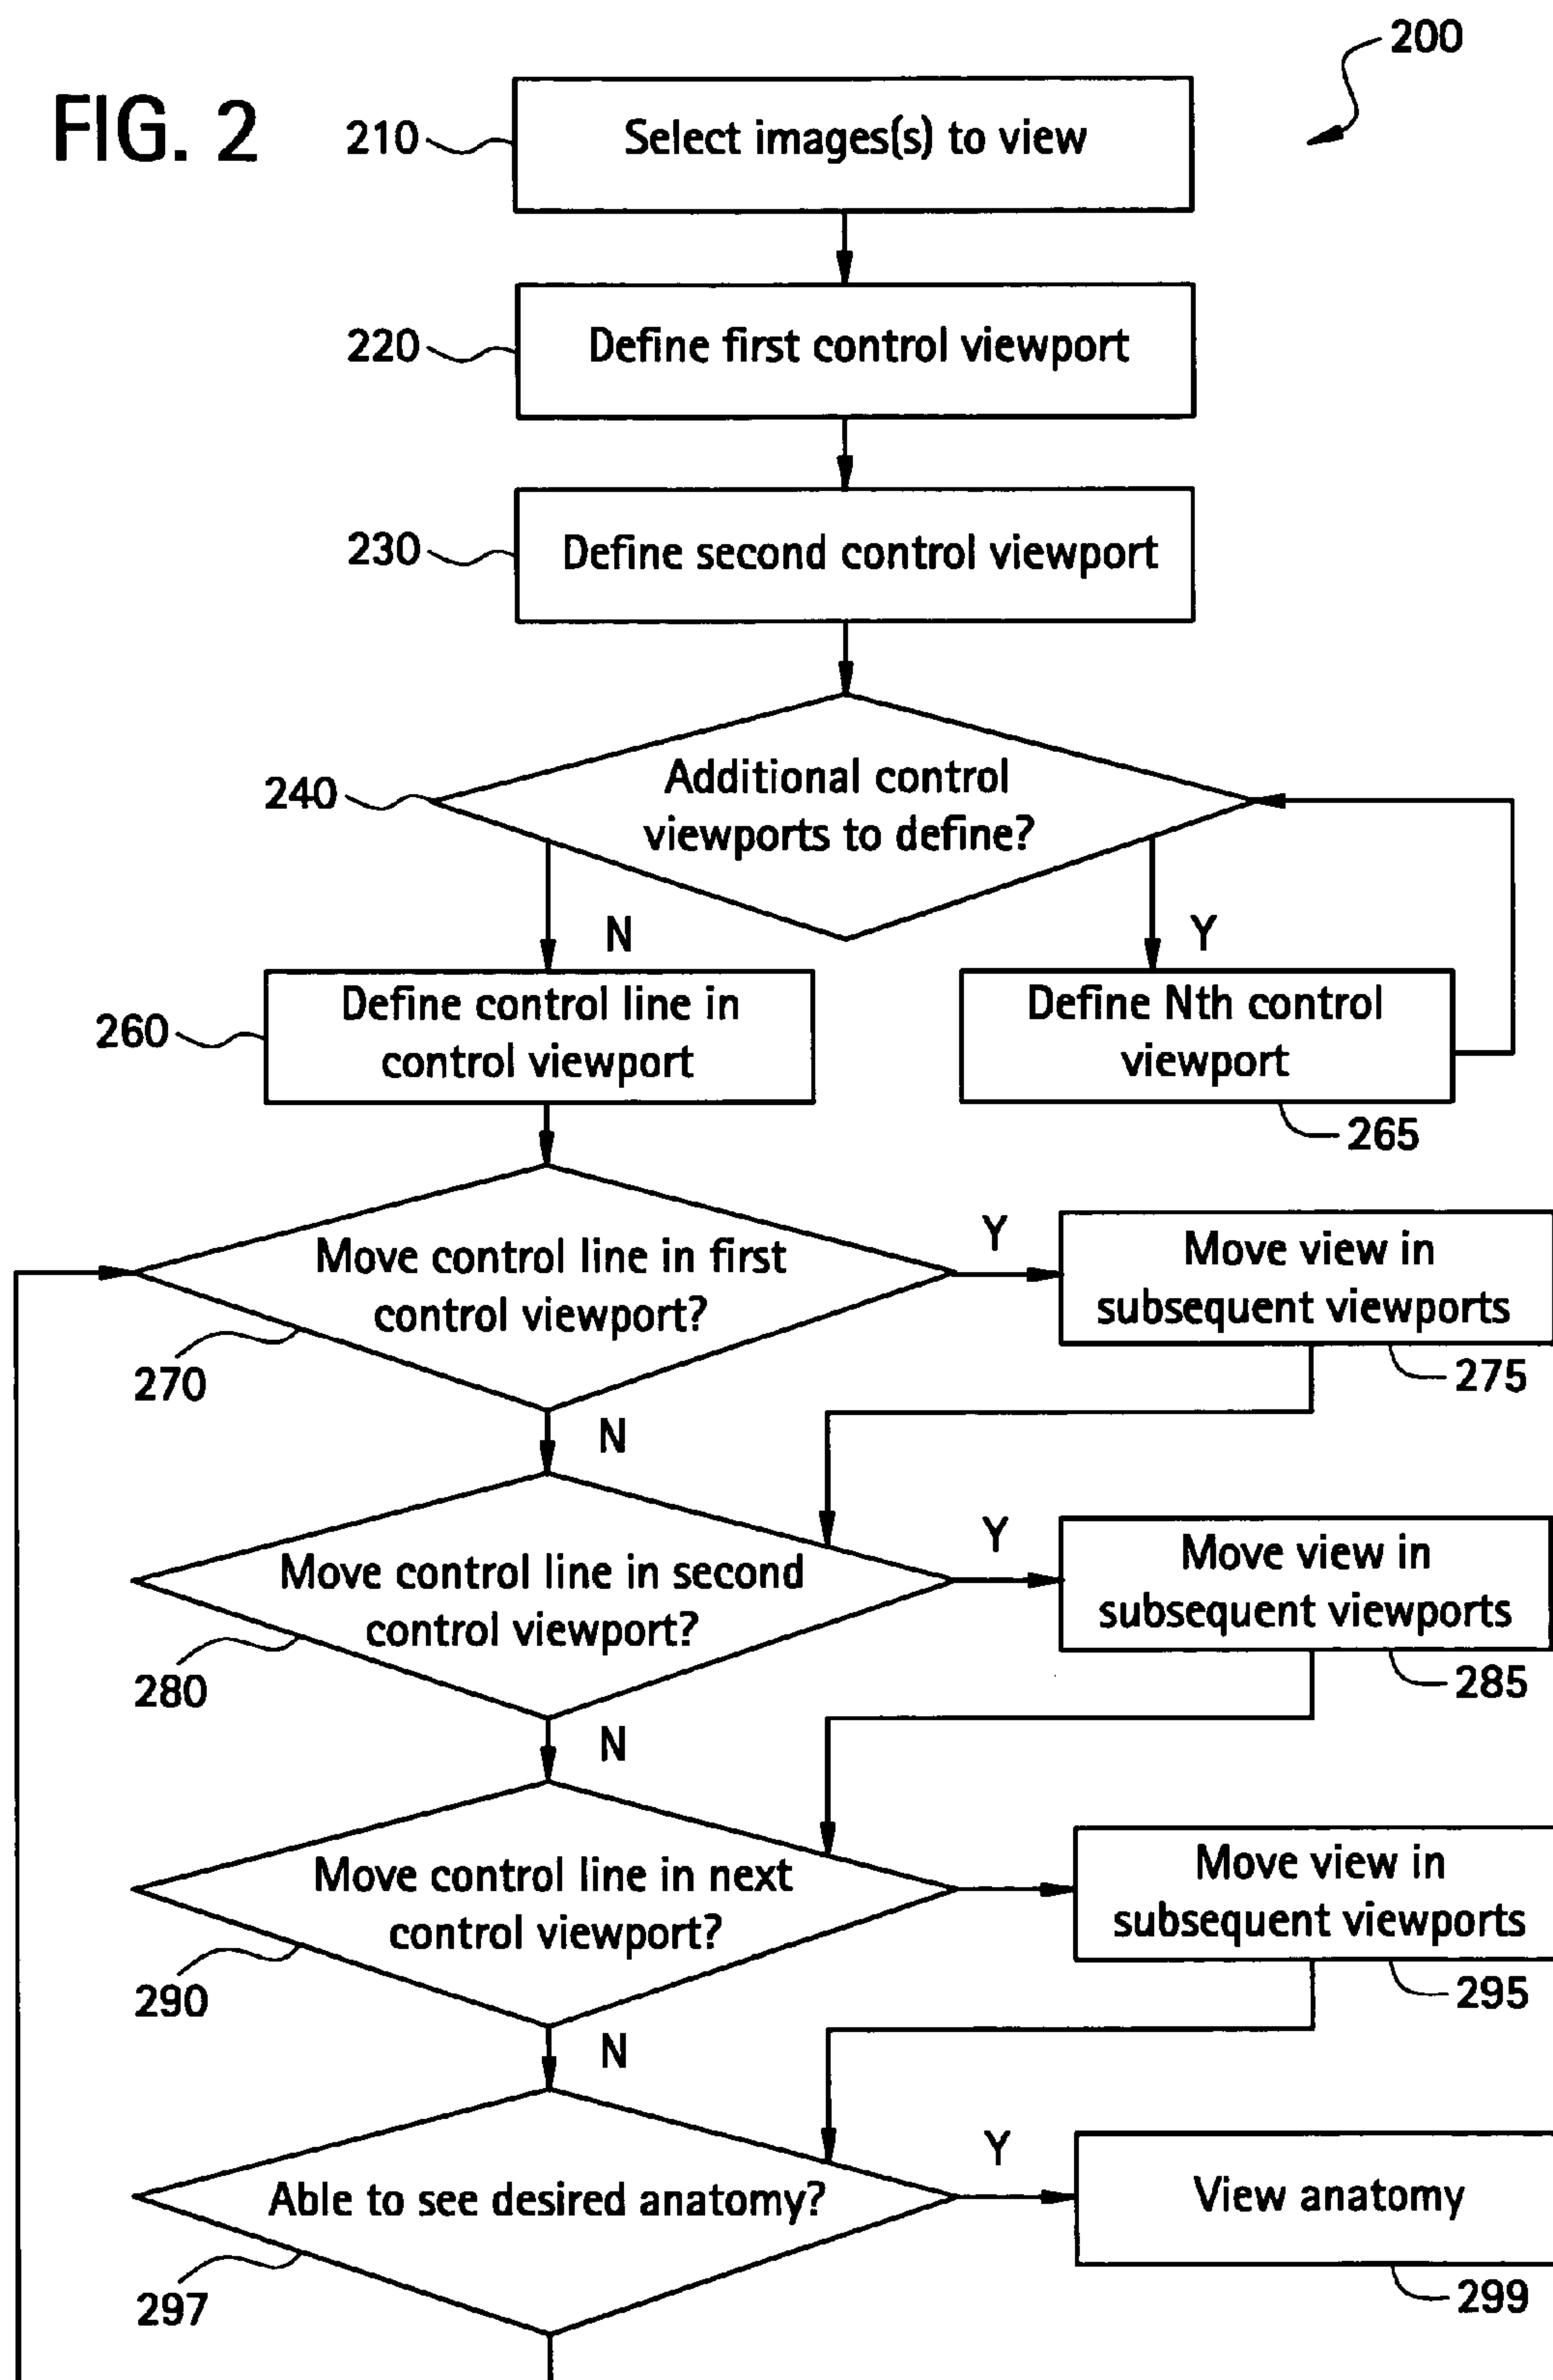 200
FIG. 2
210
Select images(s) to view
220
Define first control viewport
230
Define second control viewport
240
Additional control
viewports to define?
N
Y
260
Define control line in
control viewport
Define Nth control
viewport
265
270
Move control line in first
control viewport?
Y
Move view in
subsequent viewports
275
N
280
Move control line in second
control viewport?
Y
Move view in
subsequent viewports
285
N
290
Move control line in next
control viewport?
Move view in
subsequent viewports
295
N
297
Able to see desired anatomy?
Y
View anatomy
299